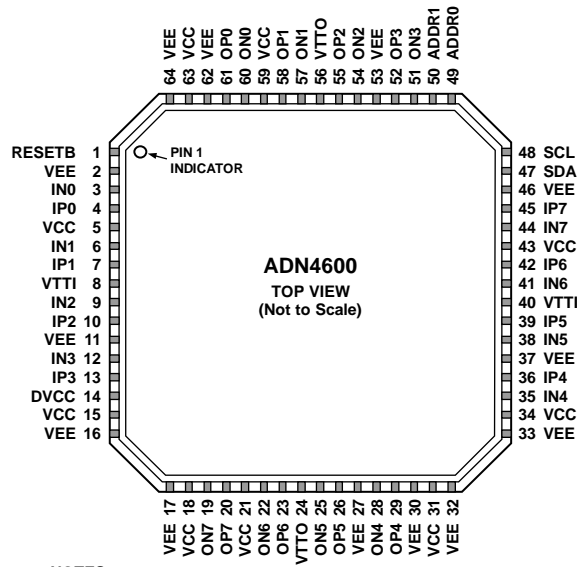 64 VEE
63 VCC
62 VEE
61 OP0
60 ON0
59 VCC
58 OP1
57 ON1
56 VTTO
55 OP2
54 ON2
53 VEE
52 OP3
51 ON3
50 ADDR1
49 ADDR0
RESETB 1
VEE 2
IN0 3
IP0 4
VCC 5
IN1 6
IP1 7
VTTI 8
IN2 9
IP2 10
VEE 11
IN3 12
IP3 13
DVCC 14
VCC 15
VEE 16
PIN 1
INDICATOR
ADN4600
TOP VIEW
(Not to Scale)
48 SCL
47 SDA
46 VEE
45 IP7
44 IN7
43 VCC
42 IP6
41 IN6
40 VTTI
39 IP5
38 IN5
37 VEE
36 IP4
35 IN4
34 VCC
33 VEE
VEE 17
VCC 18
ON7 19
OP7 20
VCC 21
ON6 22
OP6 23
VTTO 24
ON5 25
OP5 26
VEE 27
ON4 28
OP4 29
VEE 30
VCC 31
VEE 32